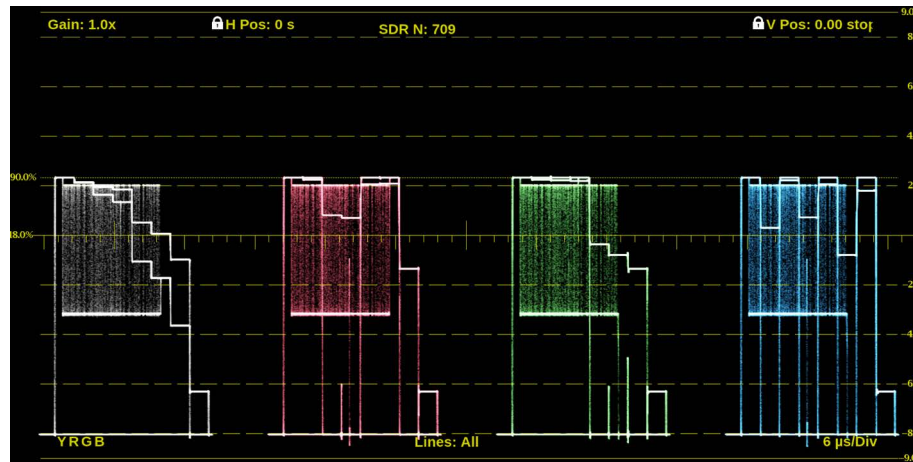 Gain: 1.0x
H Pos: 0 s
SDR N: 709
V Pos: 0.00 stop
9.0
8
6
4
90.0%
2
18.0%
-2
-4
-6
-8
YRGB
Lines: All
6 µs/Div
9.0